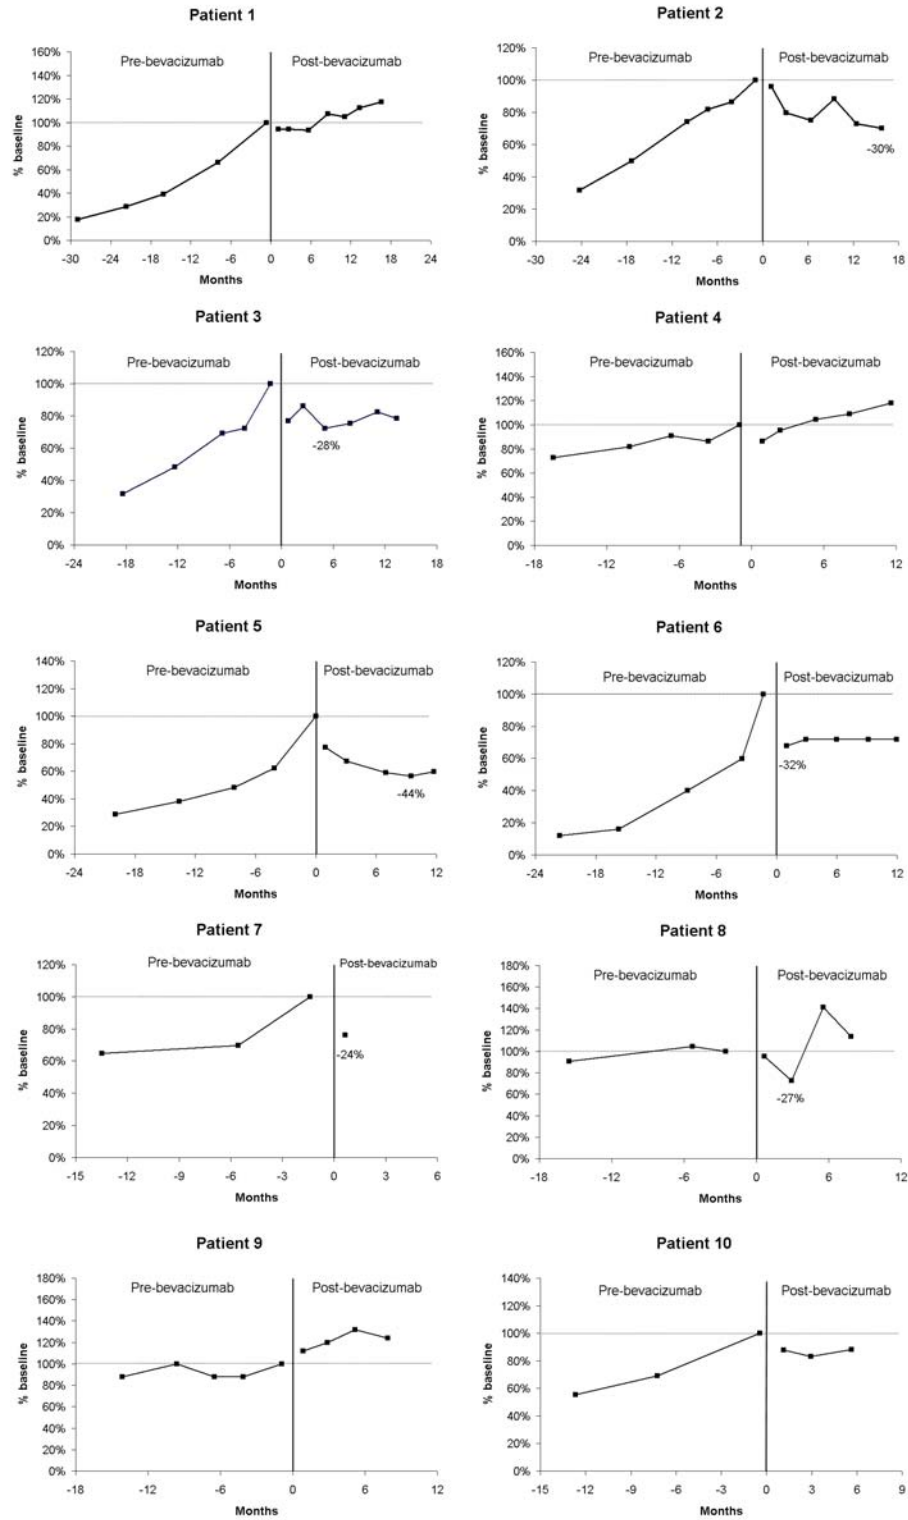 Patient 1
160%
140%
120%
100%
80%
60%
40%
20%
0%
% baseline
Pre-bevacizumab
Post-bevacizumab
-30 -24 -18 -12 -6 0 6 12 18 24
Months
Patient 2
120%
100%
80%
60%
40%
20%
0%
% baseline
Pre-bevacizumab
Post-bevacizumab
-30%
-30 -24 -18 -12 -6 0 6 12 18
Months
Patient 3
120%
100%
80%
60%
40%
20%
0%
% baseline
Pre-bevacizumab
Post-bevacizumab
-28%
-24 -18 -12 -6 0 6 12 18
Months
Patient 4
160%
140%
120%
100%
80%
60%
40%
20%
0%
% baseline
Pre-bevacizumab
Post-bevacizumab
-18 -12 -6 0 6 12
Months
Patient 5
140%
120%
100%
80%
60%
40%
20%
0%
% baseline
Pre-bevacizumab
Post-bevacizumab
-44%
-24 -18 -12 -6 0 6 12
Months
Patient 6
120%
100%
80%
60%
40%
20%
0%
% baseline
Pre-bevacizumab
Post-bevacizumab
-32%
-24 -18 -12 -6 0 6 12
Months
Patient 7
120%
100%
80%
60%
40%
20%
0%
% baseline
Pre-bevacizumab
Post-bevacizumab
-24%
-15 -12 -9 -6 -3 0 3 6
Months
Patient 8
180%
160%
140%
120%
100%
80%
60%
40%
20%
0%
% baseline
Pre-bevacizumab
Post-bevacizumab
-27%
-18 -12 -6 0 6 12
Months
Patient 9
180%
160%
140%
120%
100%
80%
60%
40%
20%
0%
% baseline
Pre-bevacizumab
Post-bevacizumab
-18 -12 -6 0 6 12
Months
Patient 10
140%
120%
100%
80%
60%
40%
20%
0%
% baseline
Pre-bevacizumab
Post-bevacizumab
-15 -12 -9 -6 -3 0 3 6 9
Months